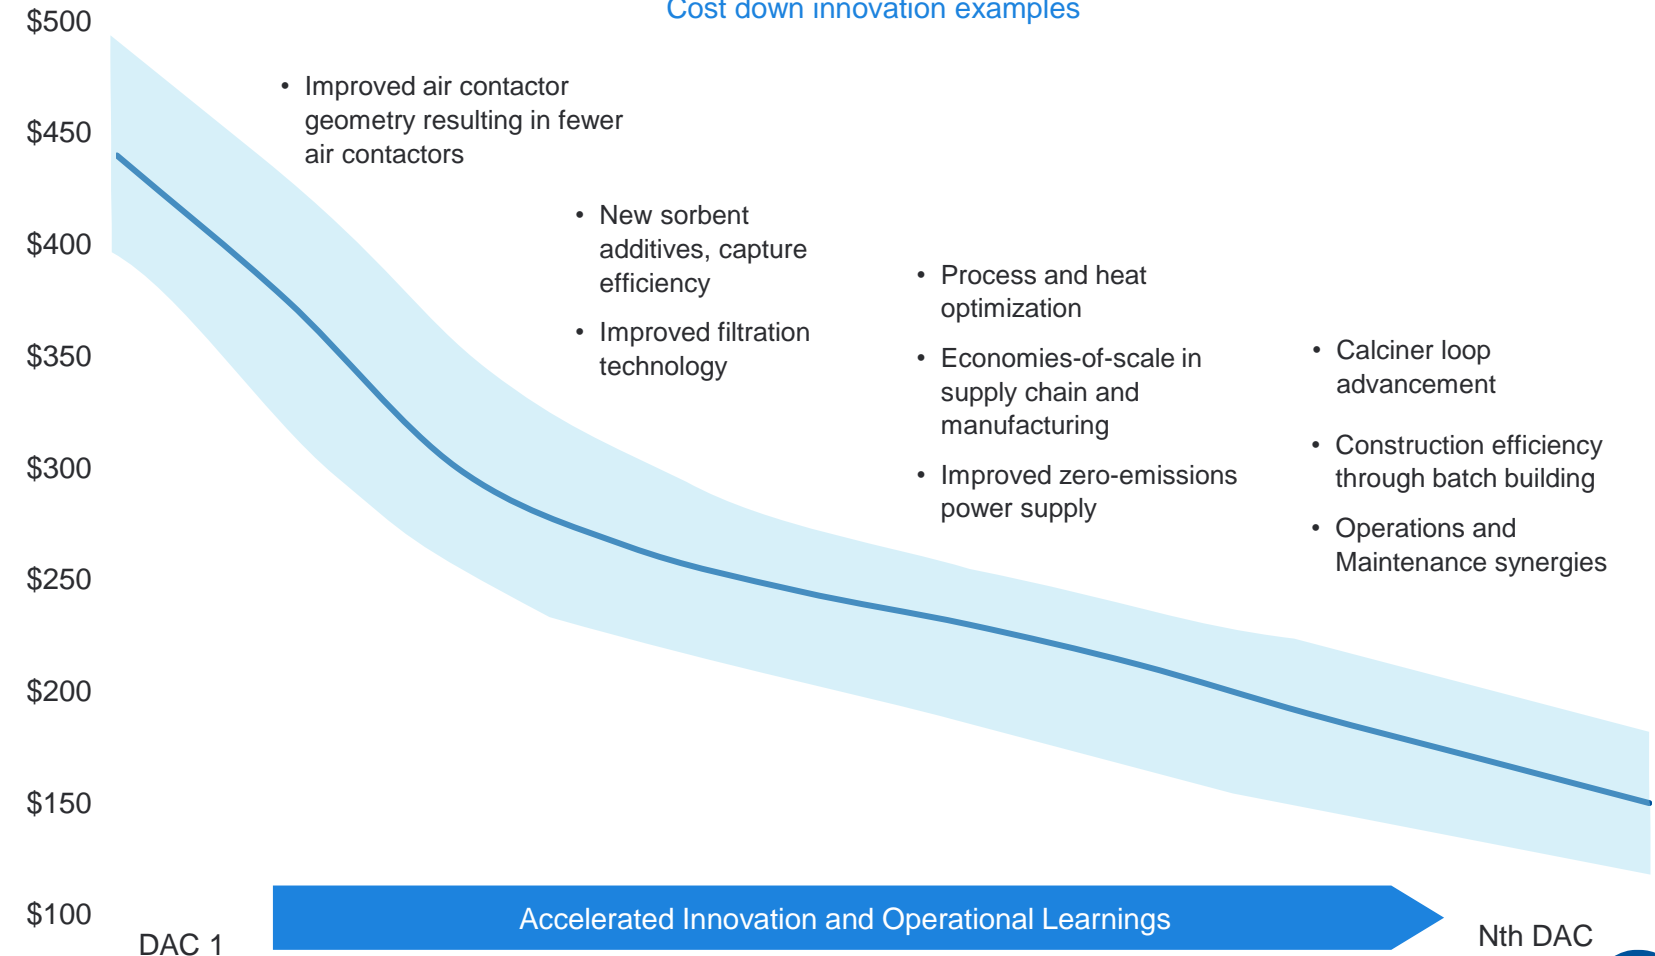 Cost down innovation examples
$500
$450
$400
$350
$300
$250
$200
$150
$100
• Improved air contactor
geometry resulting in fewer
air contactors
• New sorbent
additives, capture
efficiency
• Improved filtration
technology
• Process and heat
optimization
• Economies-of-scale in
supply chain and
manufacturing
• Improved zero-emissions
power supply
• Calciner loop
advancement
• Construction efficiency
through batch building
• Operations and
Maintenance synergies
DAC 1
Accelerated Innovation and Operational Learnings
Nth DAC